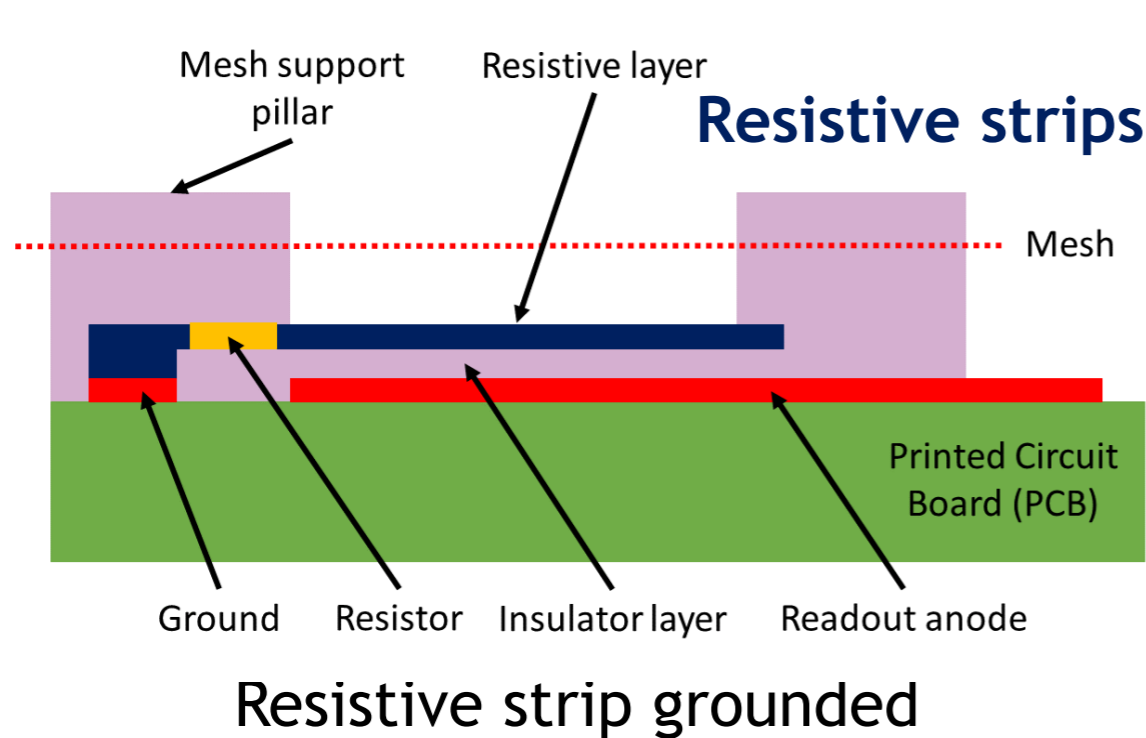 Mesh support
pillar
Resistive layer
Resistive strips
Mesh
Printed Circuit
Board (PCB)
Ground
Resistor
Insulator layer
Readout anode
Resistive strip grounded